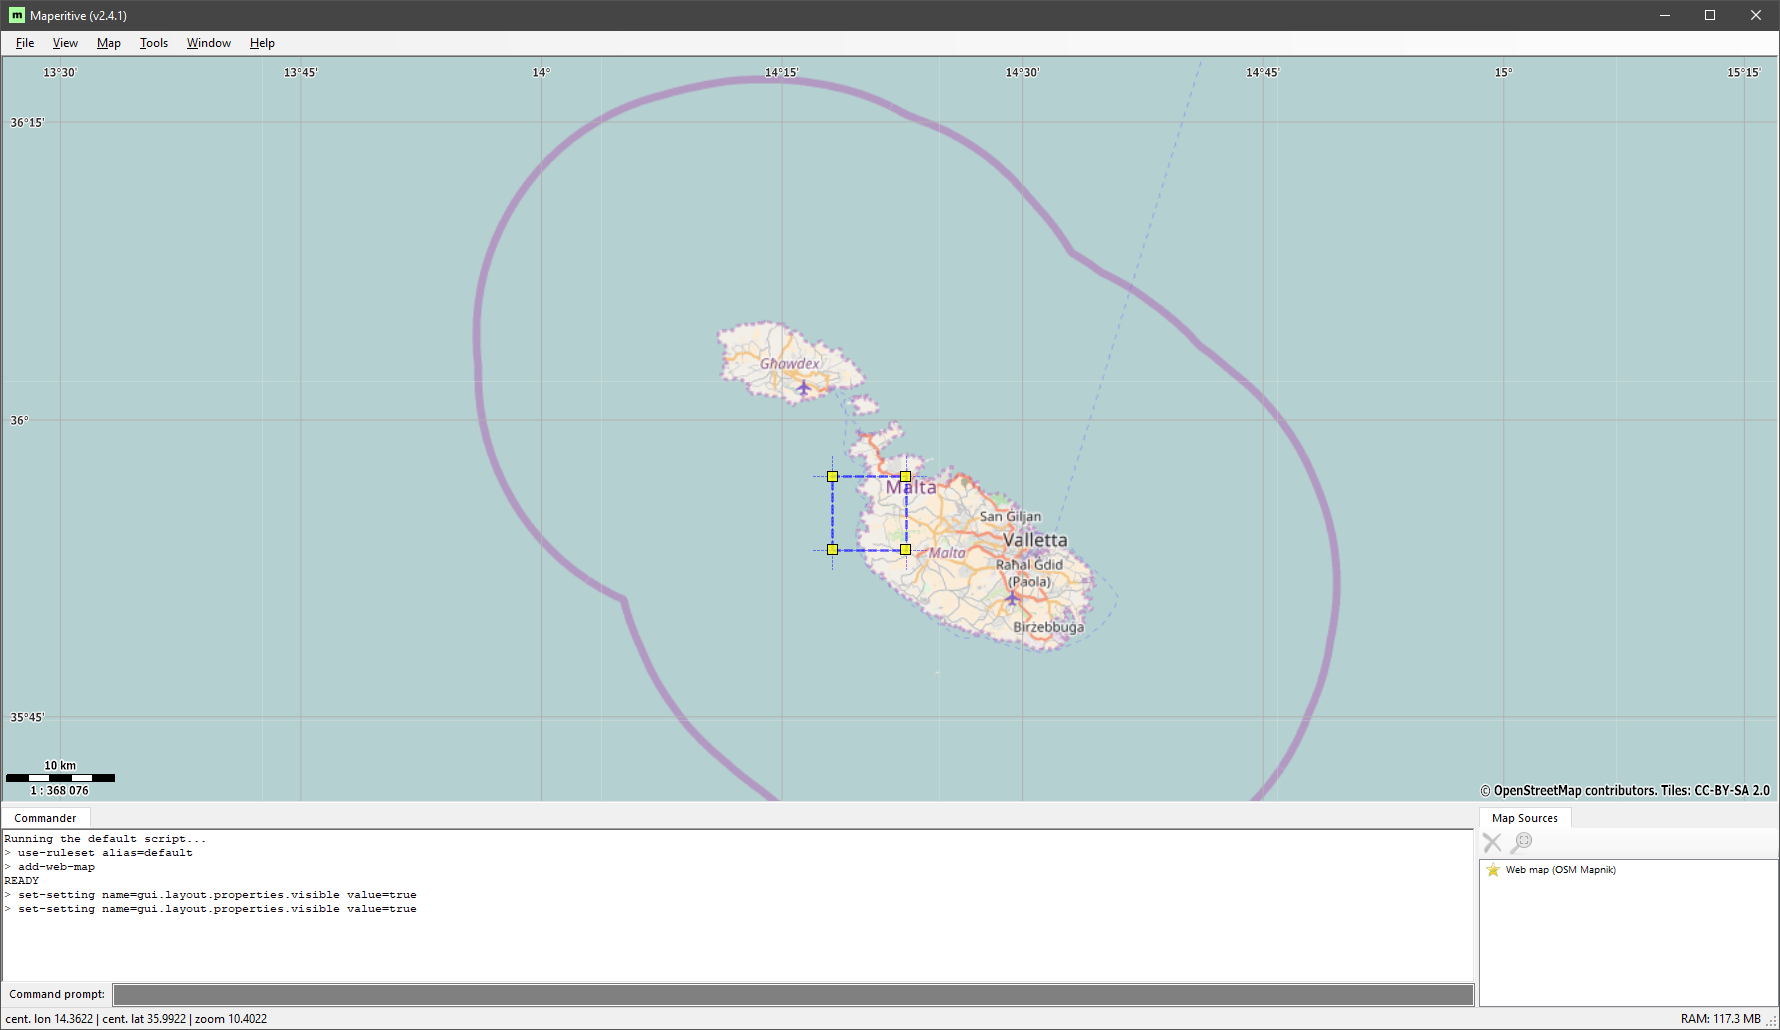 Maperitive (v2.4.1)
File View Map Tools Window Help
13°30' 13°45' 14° 14°15' 14°30' 14°45' 15° 15°15'
36°15'
Għawdex
36°
Malta
San Ġiljan
Valletta
Malta
Raħal Ġdid
(Paola)
Birżebbuġa
35°45'
10 km
1 : 368 076
© OpenStreetMap contributors. Tiles: CC-BY-SA 2.0
Commander
Running the default script...
> use-ruleset alias=default
> add-web-map
READY
> set-setting name=gui.layout.properties.visible value=true
> set-setting name=gui.layout.properties.visible value=true
Command prompt:
Map Sources
Web map (OSM Mapnik)
cent. lon 14.3622 | cent. lat 35.9922 | zoom 10.4022
RAM: 117.3 MB